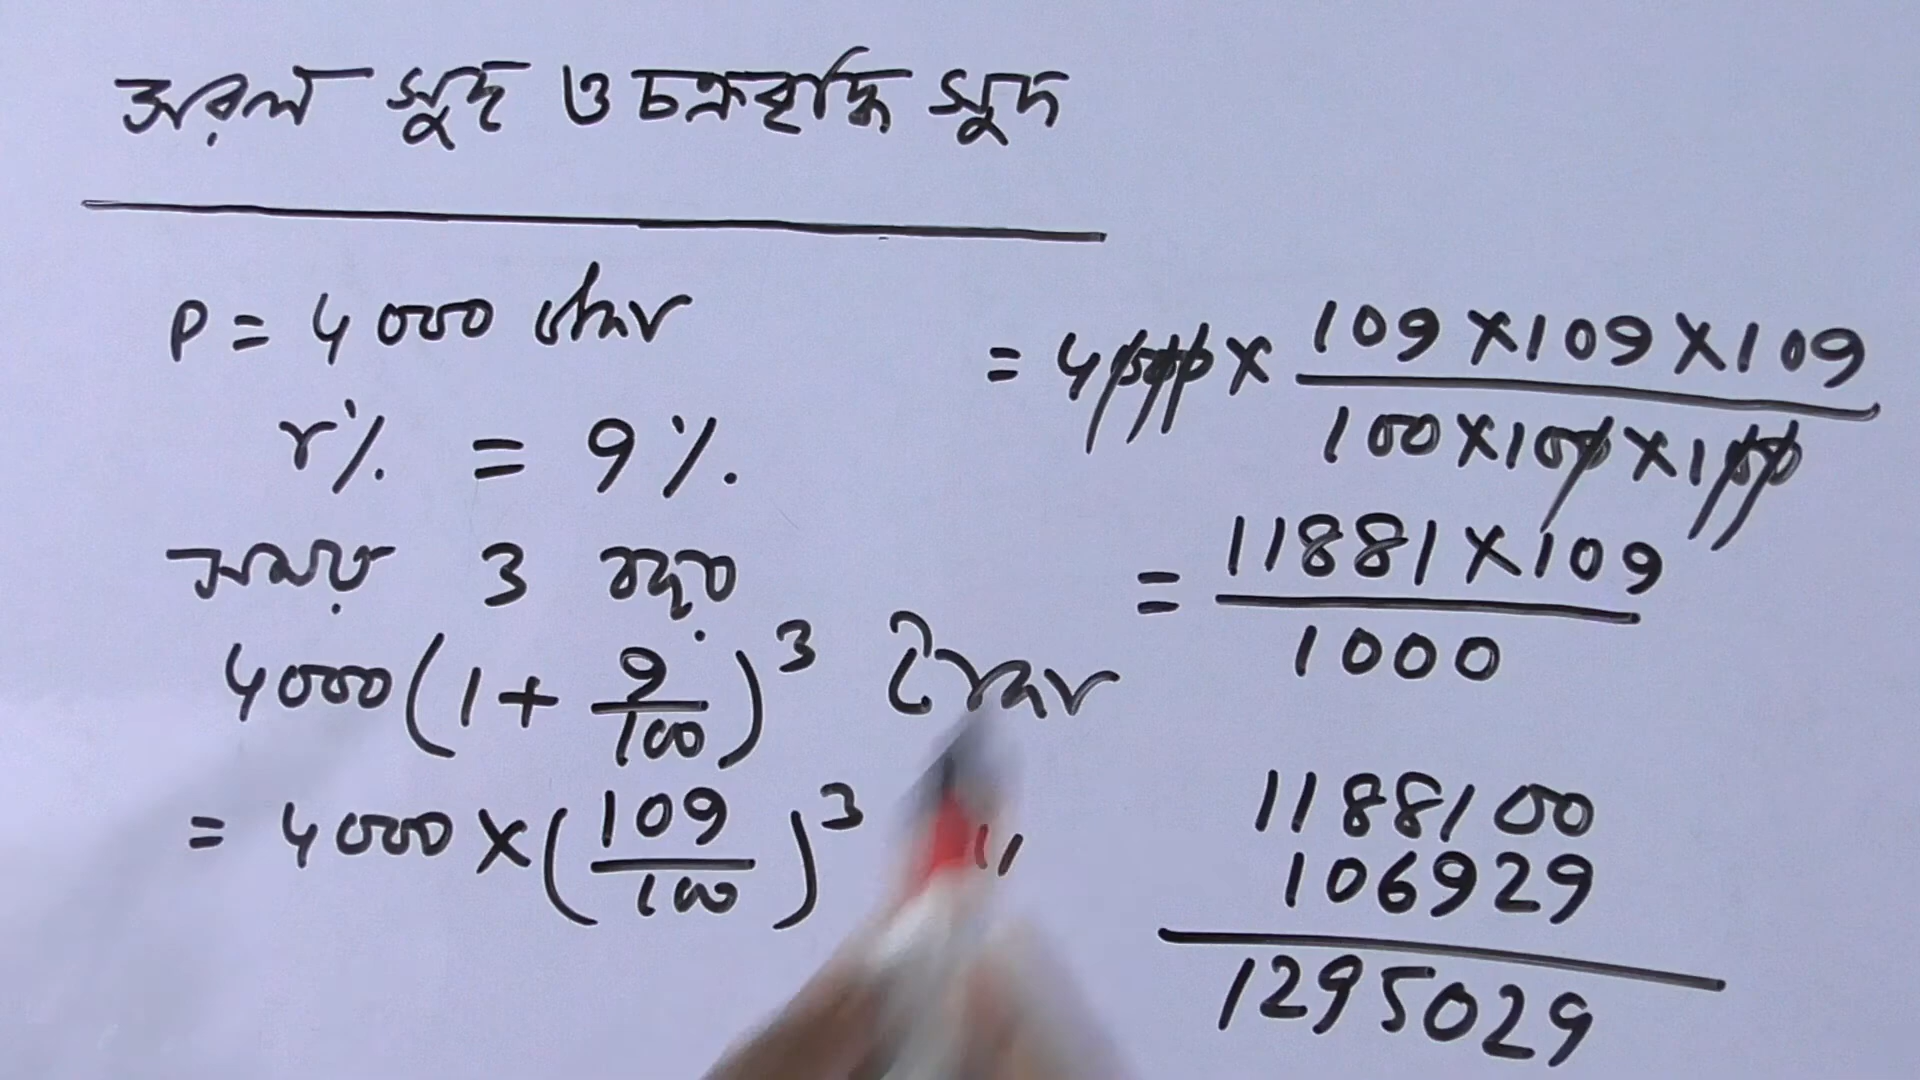 সরল সুদ ও চক্রবৃদ্ধি সুদ
P = 4000 টাকা
r% = 9%.
সময় 3 বছর
4000(1 + 9/100)^3 টাকা
= 4000 × (109/100)^3 "
= 4000 × 109×109×109 / 100×100×100
= 11881×109 / 1000
1188100
106929
1295029